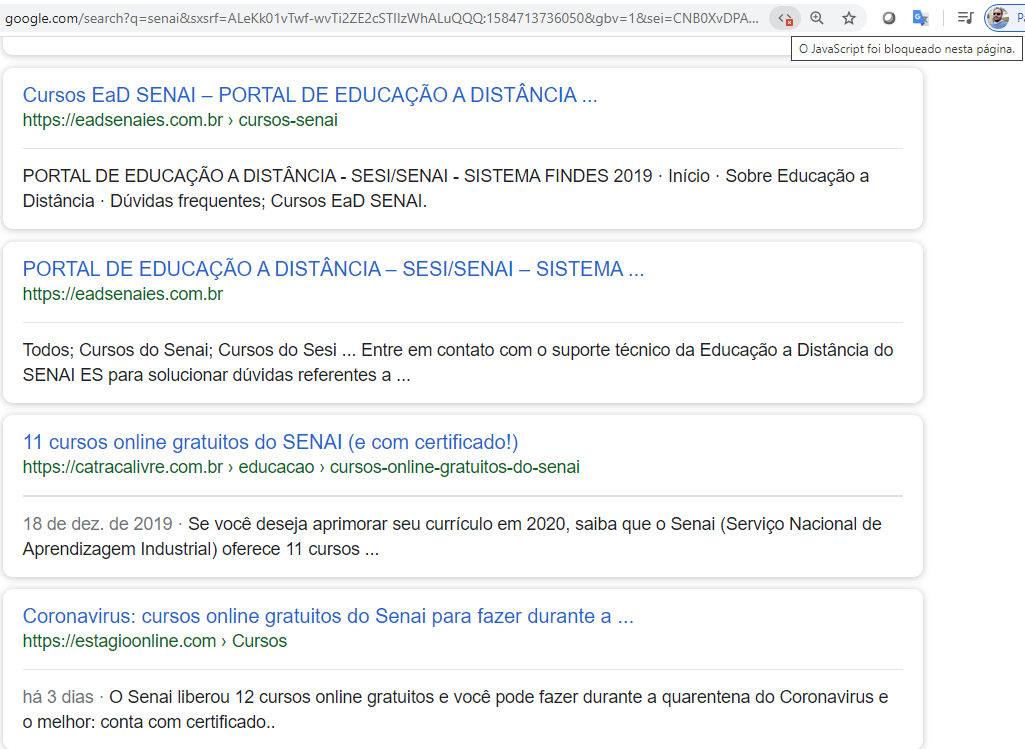 google.com/search?q=senai&sxsrf=ALeKk01vTwf-wvTi2ZE2cSTIIzWhALuQQQ:1584713736050&gbv=1&sei=CNB0XvDPA...
O JavaScript foi bloqueado nesta página.
Cursos EaD SENAI – PORTAL DE EDUCAÇÃO A DISTÂNCIA ...
https://eadsenaies.com.br › cursos-senai
PORTAL DE EDUCAÇÃO A DISTÂNCIA - SESI/SENAI - SISTEMA FINDES 2019 · Início · Sobre Educação a
Distância · Dúvidas frequentes; Cursos EaD SENAI.
PORTAL DE EDUCAÇÃO A DISTÂNCIA – SESI/SENAI – SISTEMA ...
https://eadsenaies.com.br
Todos; Cursos do Senai; Cursos do Sesi ... Entre em contato com o suporte técnico da Educação a Distância do
SENAI ES para solucionar dúvidas referentes a ...
11 cursos online gratuitos do SENAI (e com certificado!)
https://catracalivre.com.br › educacao › cursos-online-gratuitos-do-senai
18 de dez. de 2019 · Se você deseja aprimorar seu currículo em 2020, saiba que o Senai (Serviço Nacional de
Aprendizagem Industrial) oferece 11 cursos ...
Coronavirus: cursos online gratuitos do Senai para fazer durante a ...
https://estagioonline.com › Cursos
há 3 dias · O Senai liberou 12 cursos online gratuitos e você pode fazer durante a quarentena do Coronavirus e
o melhor: conta com certificado..